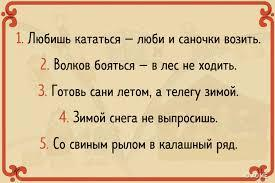 1. Любишь кататься – люби и саночки возить.
2. Волков бояться – в лес не ходить.
3. Готовь сани летом, а телегу зимой.
4. Зимой снега не выпросишь.
5. Со свиным рылом в калашный ряд.